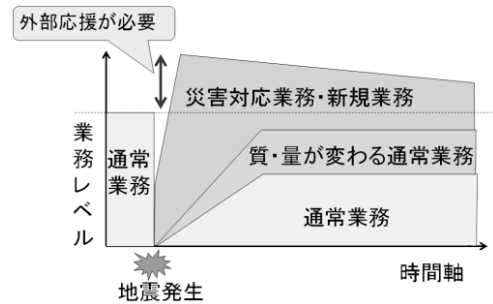 外部応援が必要
災害対応業務・新規業務
質・量が変わる通常業務
通常
業務
通常業務
業務レベル
時間軸
地震発生